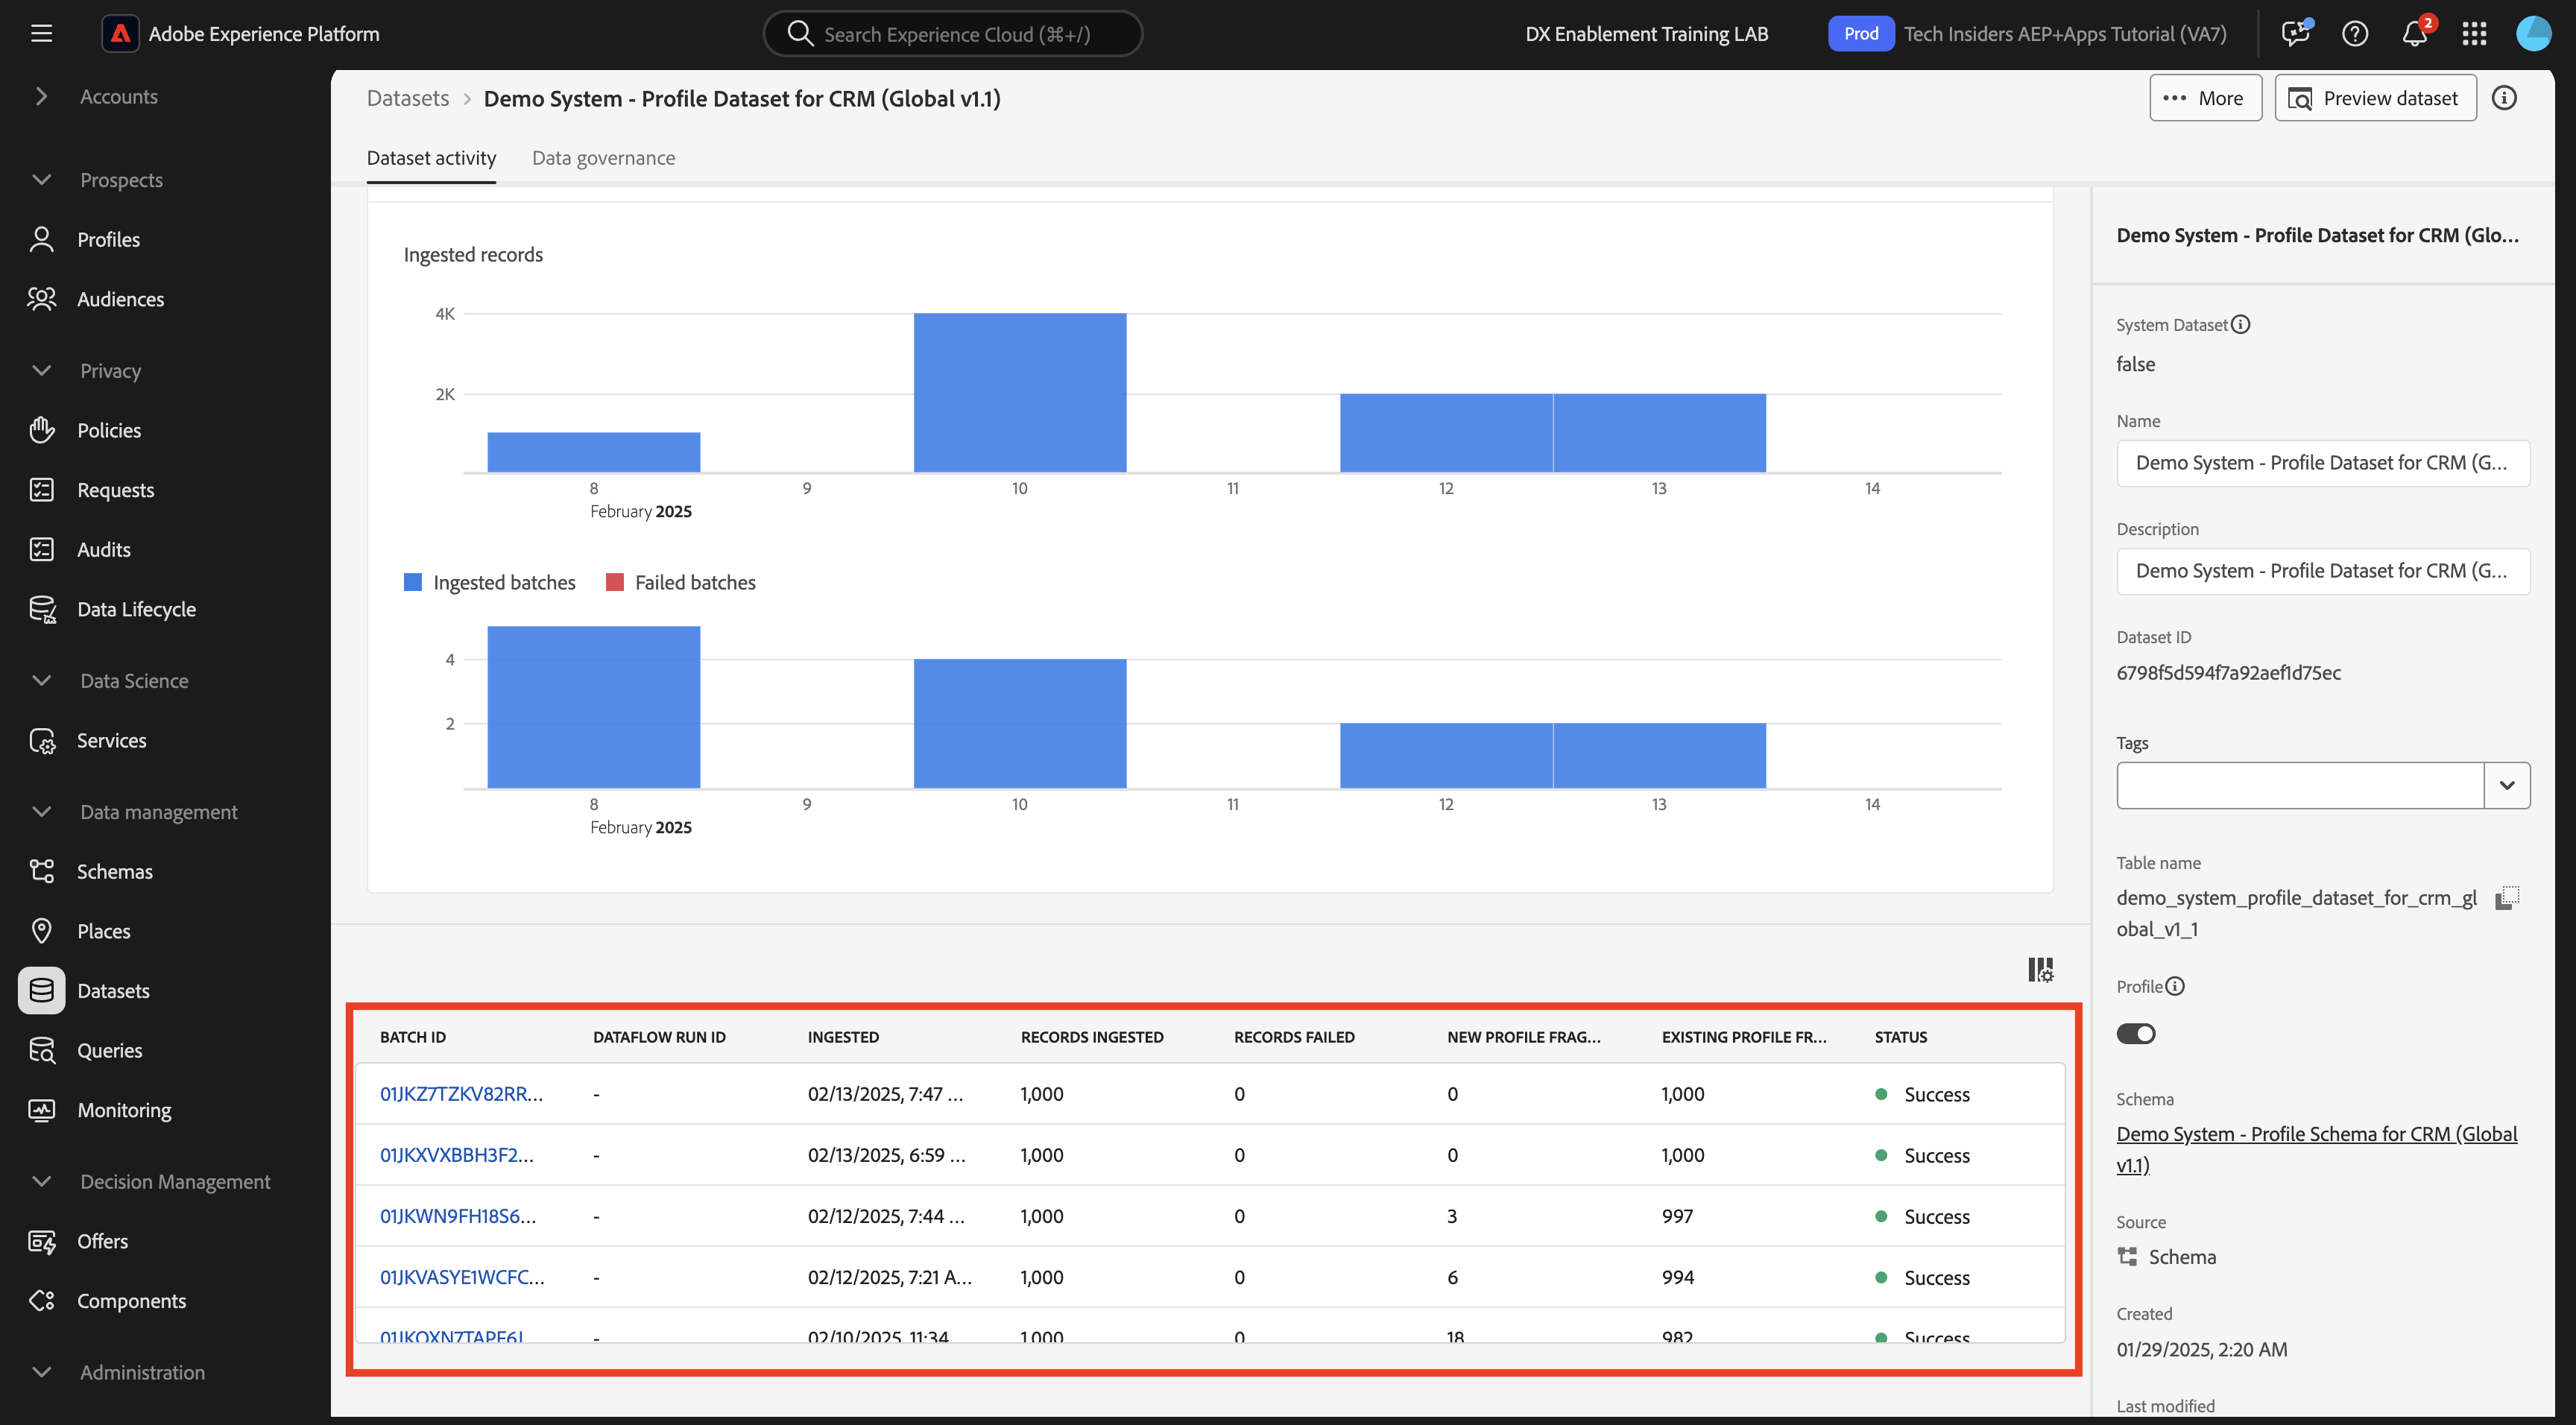 Adobe Experience Platform
Search Experience Cloud (⌘+/)
DX Enablement Training LAB
Prod
Tech Insiders AEP+Apps Tutorial (VA7)
2
Accounts
Prospects
Profiles
Audiences
Privacy
Policies
Requests
Audits
Data Lifecycle
Data Science
Services
Data management
Schemas
Places
Datasets
Queries
Monitoring
Decision Management
Offers
Components
Administration
Datasets > Demo System - Profile Dataset for CRM (Global v1.1)
More
Preview dataset
Dataset activity
Data governance
Ingested records
4K
2K
8 9 10 11 12 13 14
February 2025
Ingested batches
Failed batches
4
2
8 9 10 11 12 13 14
February 2025
BATCH ID DATAFLOW RUN ID INGESTED RECORDS INGESTED RECORDS FAILED NEW PROFILE FRAG... EXISTING PROFILE FR... STATUS
01JKZ7TZKV82RR... - 02/13/2025, 7:47 ... 1,000 0 0 1,000 Success
01JKXVXBBH3F2... - 02/13/2025, 6:59 ... 1,000 0 0 1,000 Success
01JKWN9FH18S6... - 02/12/2025, 7:44 ... 1,000 0 3 997 Success
01JKVASYE1WCFC... - 02/12/2025, 7:21 A... 1,000 0 6 994 Success
- 02/10/2025, 11:34 1,000 0 18 982 Success
Demo System - Profile Dataset for CRM (Glo...
System Dataset
false
Name
Demo System - Profile Dataset for CRM (G...
Description
Demo System - Profile Dataset for CRM (G...
Dataset ID
6798f5d594f7a92aef1d75ec
Tags
Table name
demo_system_profile_dataset_for_crm_gl
obal_v1_1
Profile
Schema
Demo System - Profile Schema for CRM (Global
v1.1)
Source
Schema
Created
01/29/2025, 2:20 AM
Last modified